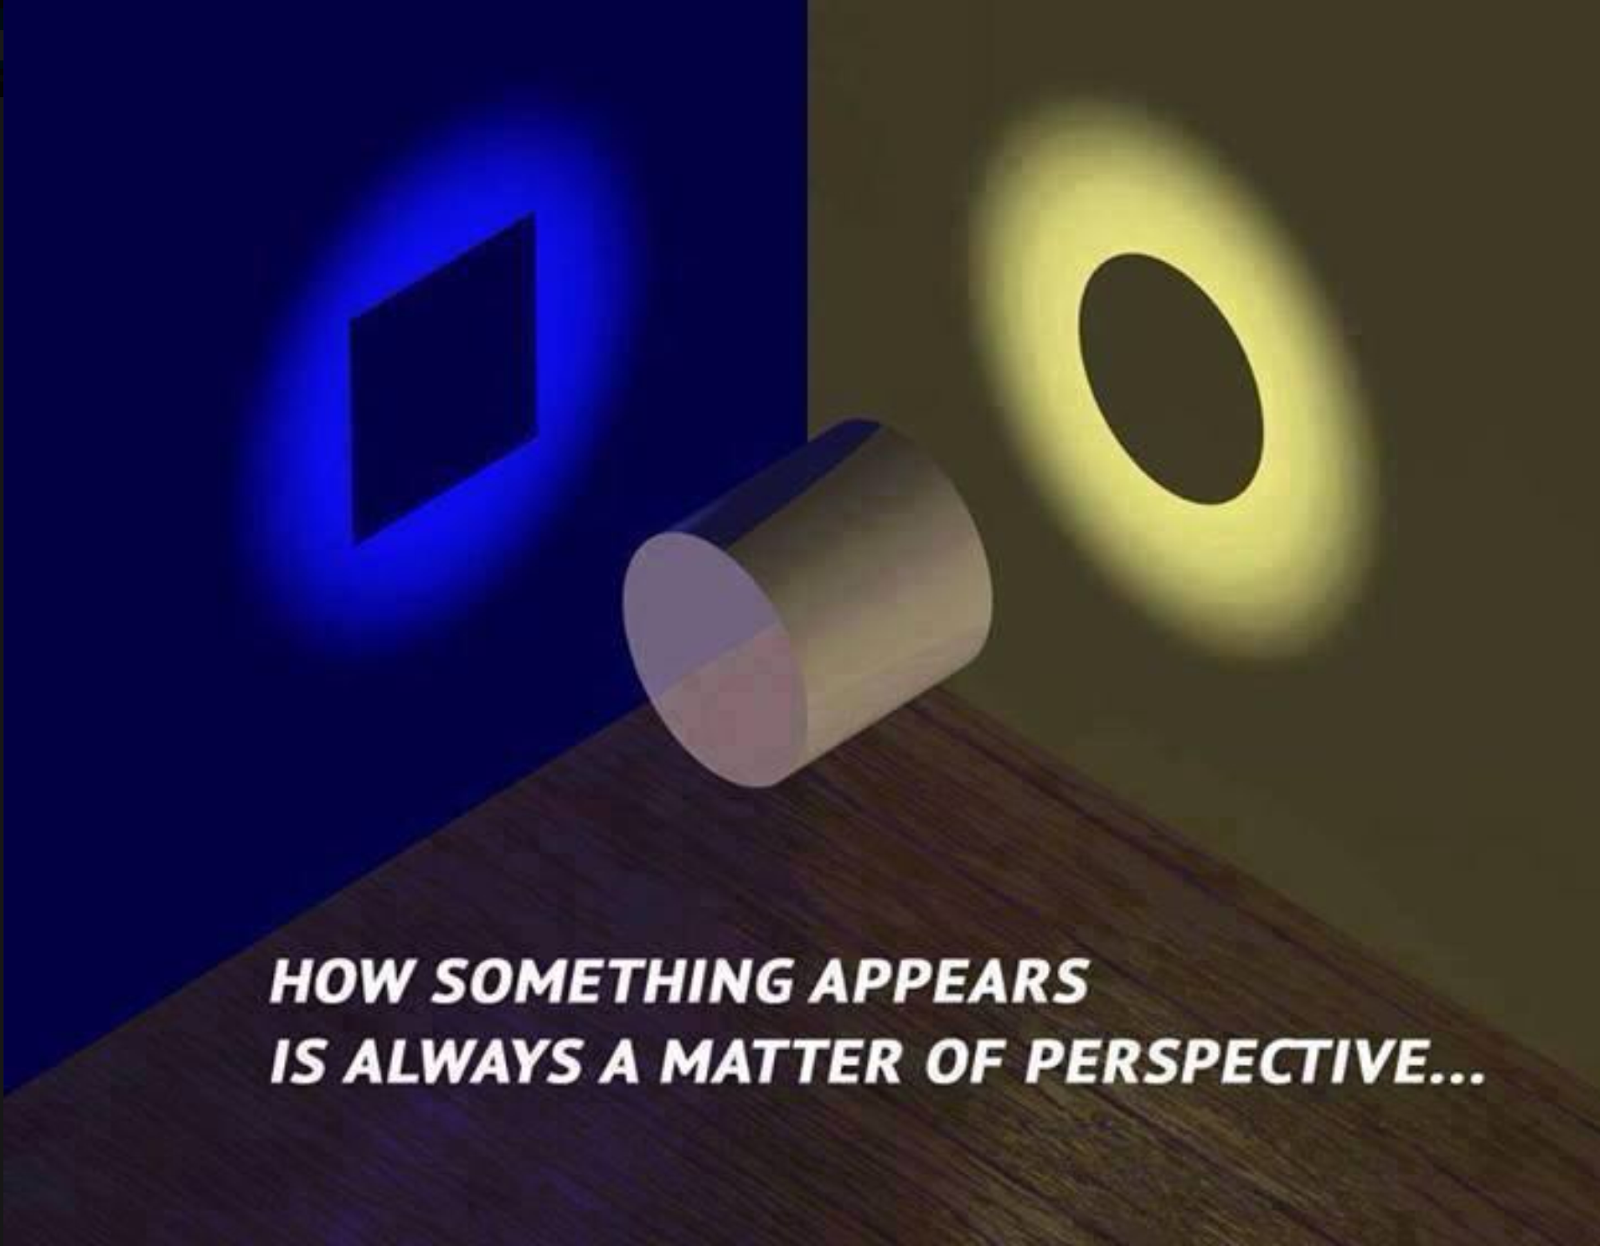 HOW SOMETHING APPEARS
IS ALWAYS A MATTER OF PERSPECTIVE...